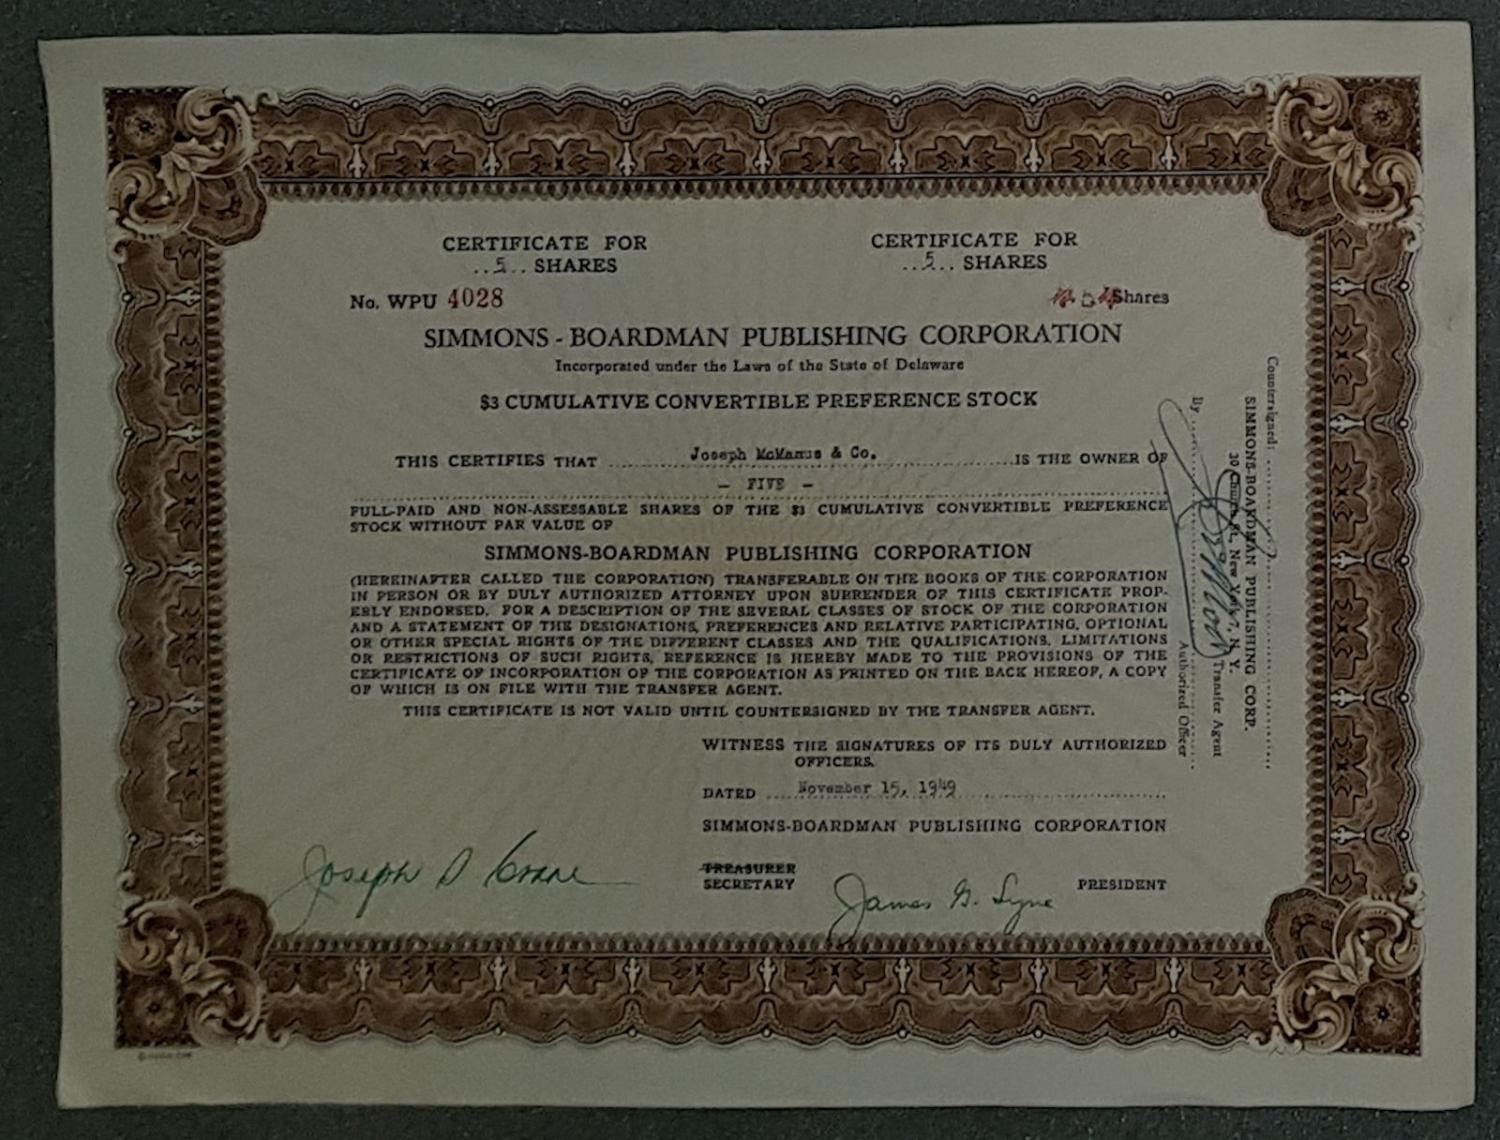 CERTIFICATE FOR
..5.. SHARES
CERTIFICATE FOR
..5... SHARES
No. WPU 4028
Shares
SIMMONS-BOARDMAN PUBLISHING CORPORATION
Incorporated under the Laws of the State of Delaware
$3 CUMULATIVE CONVERTIBLE PREFERENCE STOCK
THIS CERTIFIES THAT Joseph McManus & Co. IS THE OWNER OF
- FIVE -
FULL-PAID AND NON-ASSESSABLE SHARES OF THE $3 CUMULATIVE CONVERTIBLE PREFERENCE
STOCK WITHOUT PAR VALUE OF
SIMMONS-BOARDMAN PUBLISHING CORPORATION
(HEREINAFTER CALLED THE CORPORATION) TRANSFERABLE ON THE BOOKS OF THE CORPORATION
IN PERSON OR BY DULY AUTHORIZED ATTORNEY UPON SURRENDER OF THIS CERTIFICATE PROP-
ERLY ENDORSED. FOR A DESCRIPTION OF THE SEVERAL CLASSES OF STOCK OF THE CORPORATION
AND A STATEMENT OF THE DESIGNATIONS, PREFERENCES AND RELATIVE PARTICIPATING, OPTIONAL
OR OTHER SPECIAL RIGHTS OF THE DIFFERENT CLASSES AND THE QUALIFICATIONS, LIMITATIONS
OR RESTRICTIONS OF SUCH RIGHTS, REFERENCE IS HEREBY MADE TO THE PROVISIONS OF THE
CERTIFICATE OF INCORPORATION OF THE CORPORATION AS PRINTED ON THE BACK HEREOF, A COPY
OF WHICH IS ON FILE WITH THE TRANSFER AGENT.
THIS CERTIFICATE IS NOT VALID UNTIL COUNTERSIGNED BY THE TRANSFER AGENT.
WITNESS THE SIGNATURES OF ITS DULY AUTHORIZED
OFFICERS.
DATED November 15, 1949
SIMMONS-BOARDMAN PUBLISHING CORPORATION
TREASURER
SECRETARY
PRESIDENT
Joseph D Crane
James G. Lyne
Countersigned:
SIMMONS-BOARDMAN PUBLISHING CORP.
30 Church St., New York 7, N. Y.
Transfer Agent
By
Authorized Officer